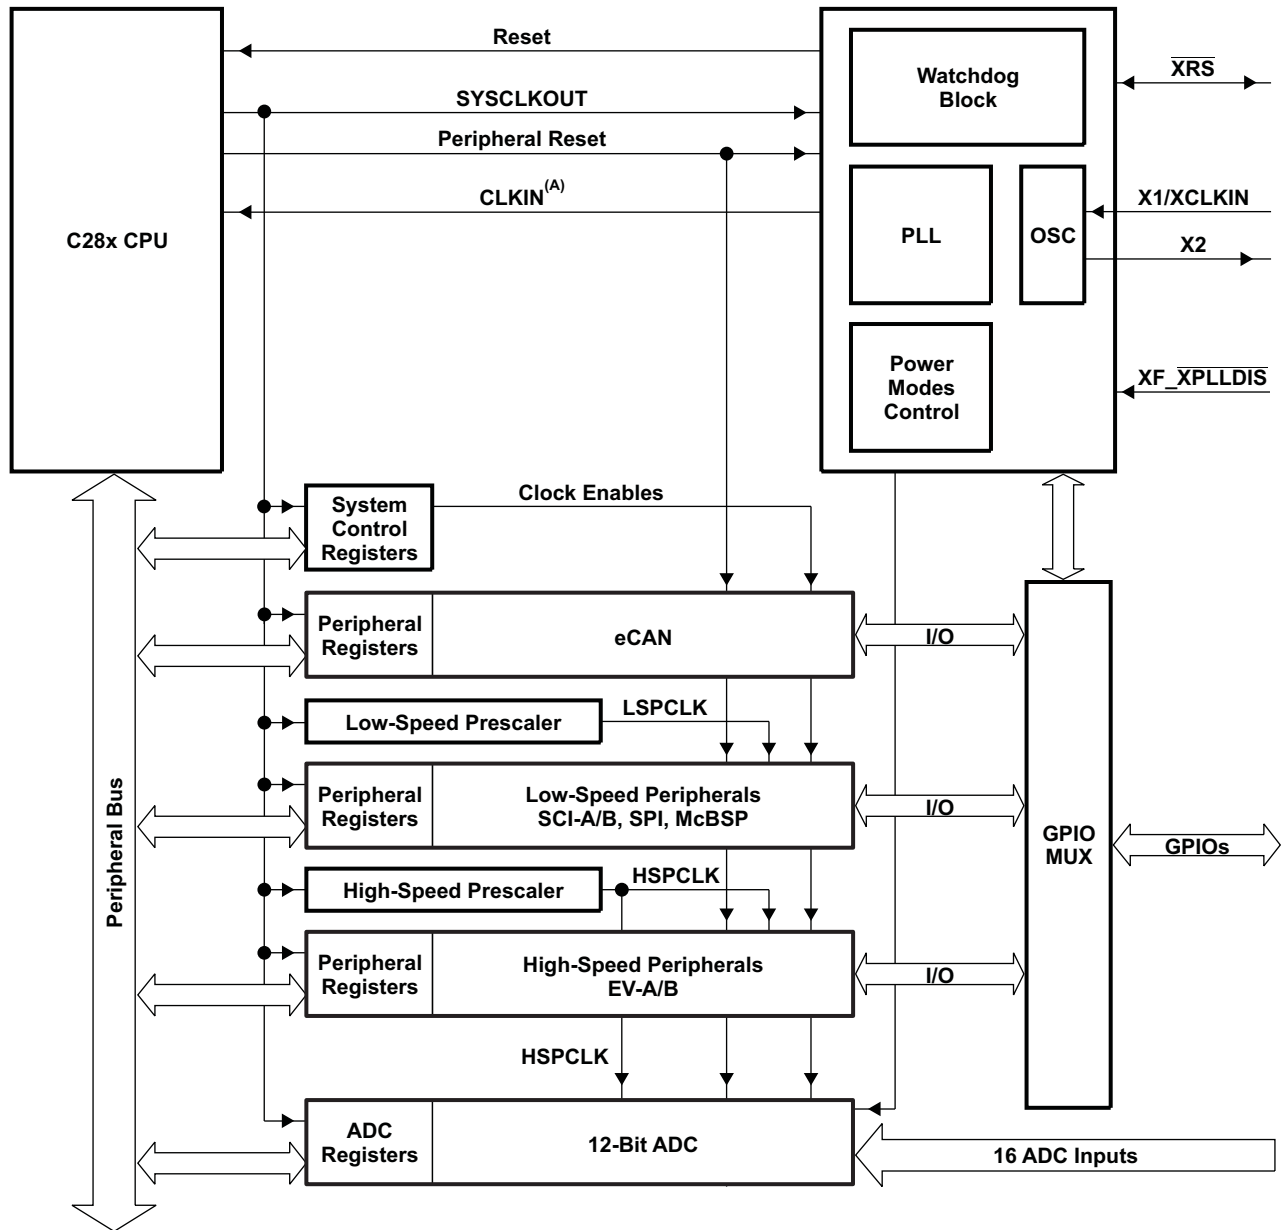 Reset
Watchdog
Block
XRS
SYSCLKOUT
Peripheral Reset
CLKIN(A)
C28x CPU
PLL
OSC
X1/XCLKIN
X2
Power
Modes
Control
XF_XPLLDIS
System
Control
Registers
Clock Enables
Peripheral
Registers
eCAN
I/O
Low-Speed Prescaler
LSPCLK
Peripheral Bus
Peripheral
Registers
Low-Speed Peripherals
SCI-A/B, SPI, McBSP
I/O
GPIO
MUX
GPIOs
High-Speed Prescaler
HSPCLK
Peripheral
Registers
High-Speed Peripherals
EV-A/B
I/O
HSPCLK
ADC
Registers
12-Bit ADC
16 ADC Inputs